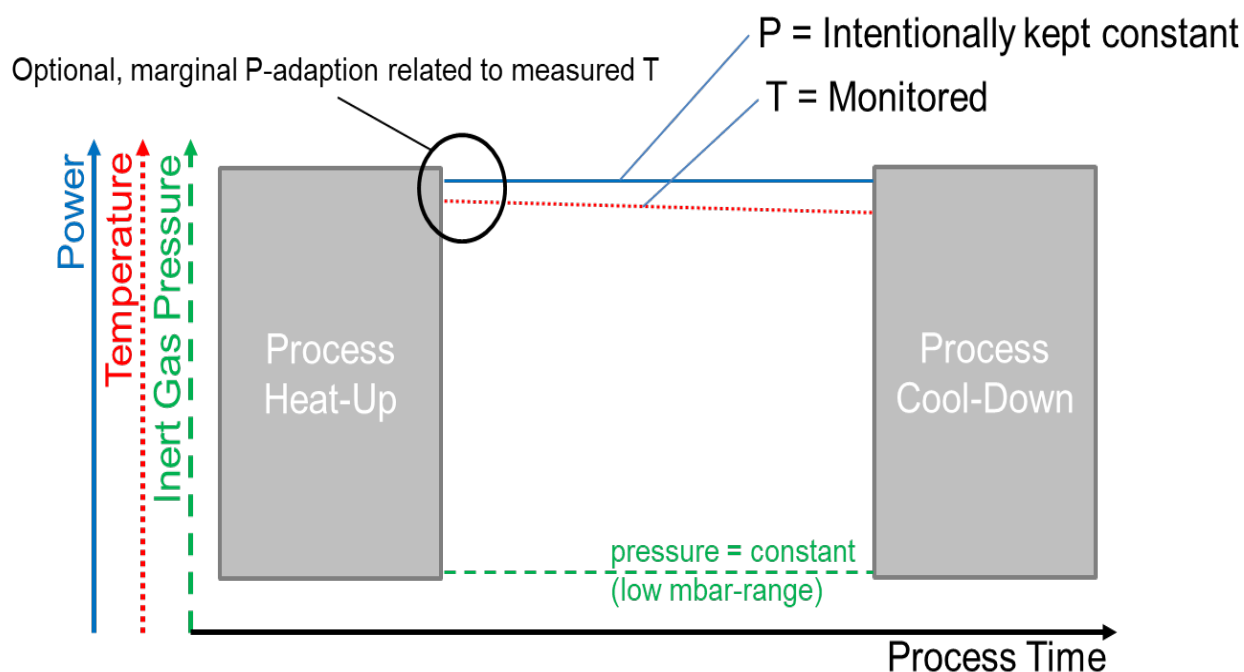 P = Intentionally kept constant
Optional, marginal P-adaption related to measured T
T = Monitored
Power
Temperature
Inert Gas Pressure
Process
Heat-Up
Process
Cool-Down
pressure = constant
(low mbar-range)
Process Time